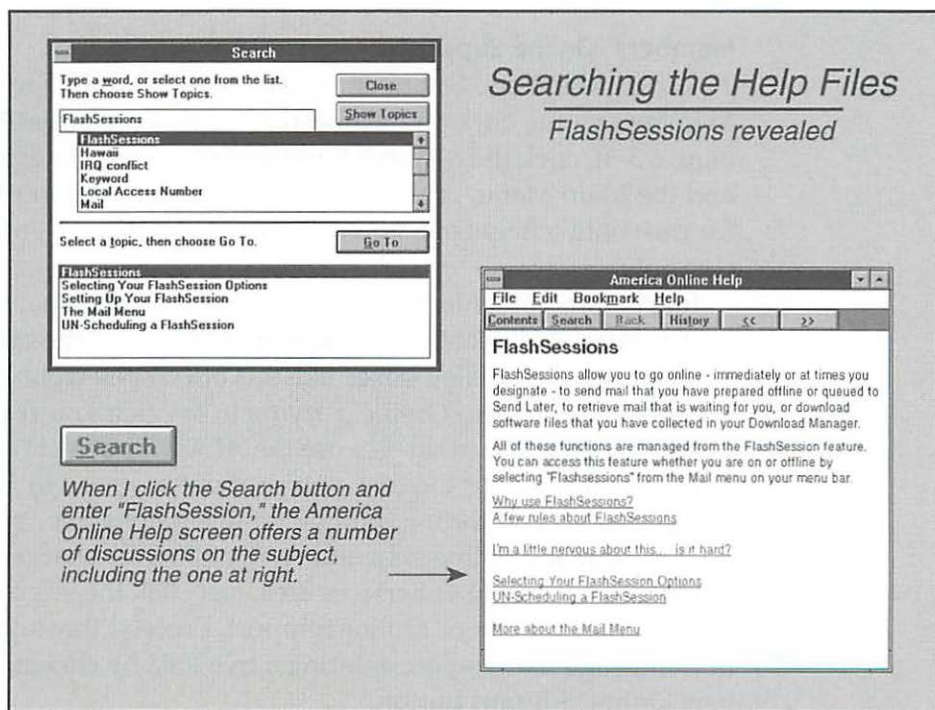 Search
Type a word, or select one from the list.
Then choose Show Topics.
Close
Show Topics
FlashSessions
FlashSessions
Hawaii
IRQ conflict
Keyword
Local Access Number
Mail
Select a topic, then choose Go To.
Go To
FlashSessions
Selecting Your FlashSession Options
Setting Up Your FlashSession
The Mail Menu
UN-Scheduling a FlashSession
Searching the Help Files
FlashSessions revealed
Search
When I click the Search button and
enter "FlashSession," the America
Online Help screen offers a number
of discussions on the subject,
including the one at right.
America Online Help
File Edit Bookmark Help
Contents Search Back History << >>
FlashSessions
FlashSessions allow you to go online - immediately or at times you
designate - to send mail that you have prepared offline or queued to
Send Later, to retrieve mail that is waiting for you, or download
software files that you have collected in your Download Manager.
All of these functions are managed from the FlashSession feature.
You can access this feature whether you are on or offline by
selecting "Flashsessions" from the Mail menu on your menu bar.
Why use FlashSessions?
A few rules about FlashSessions
I'm a little nervous about this... is it hard?
Selecting Your FlashSession Options
UN-Scheduling a FlashSession
More about the Mail Menu